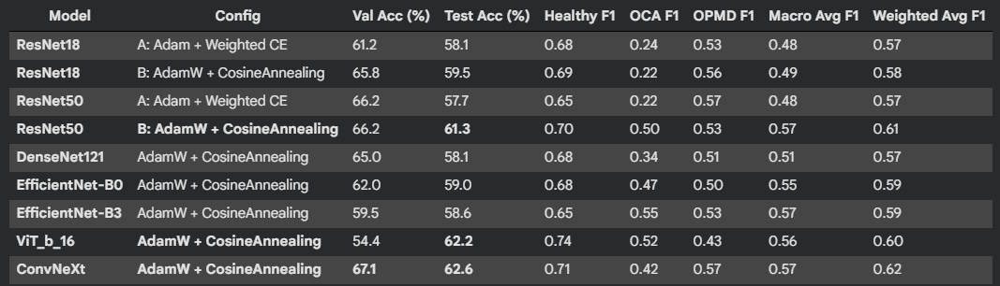 Model Config Val Acc (%) Test Acc (%) Healthy F1 OCA F1 OPMD F1 Macro Avg F1 Weighted Avg F1
ResNet18 A: Adam + Weighted CE 61.2 58.1 0.68 0.24 0.53 0.48 0.57
ResNet18 B: AdamW + CosineAnnealing 65.8 59.5 0.69 0.22 0.56 0.49 0.58
ResNet50 A: Adam + Weighted CE 66.2 57.7 0.65 0.22 0.57 0.48 0.57
ResNet50 B: AdamW + CosineAnnealing 66.2 61.3 0.70 0.50 0.53 0.57 0.61
DenseNet121 AdamW + CosineAnnealing 65.0 58.1 0.68 0.34 0.51 0.51 0.57
EfficientNet-B0 AdamW + CosineAnnealing 62.0 59.0 0.68 0.47 0.50 0.55 0.59
EfficientNet-B3 AdamW + CosineAnnealing 59.5 58.6 0.65 0.55 0.53 0.57 0.59
ViT_b_16 AdamW + CosineAnnealing 54.4 62.2 0.74 0.52 0.43 0.56 0.60
ConvNeXt AdamW + CosineAnnealing 67.1 62.6 0.71 0.42 0.57 0.57 0.62